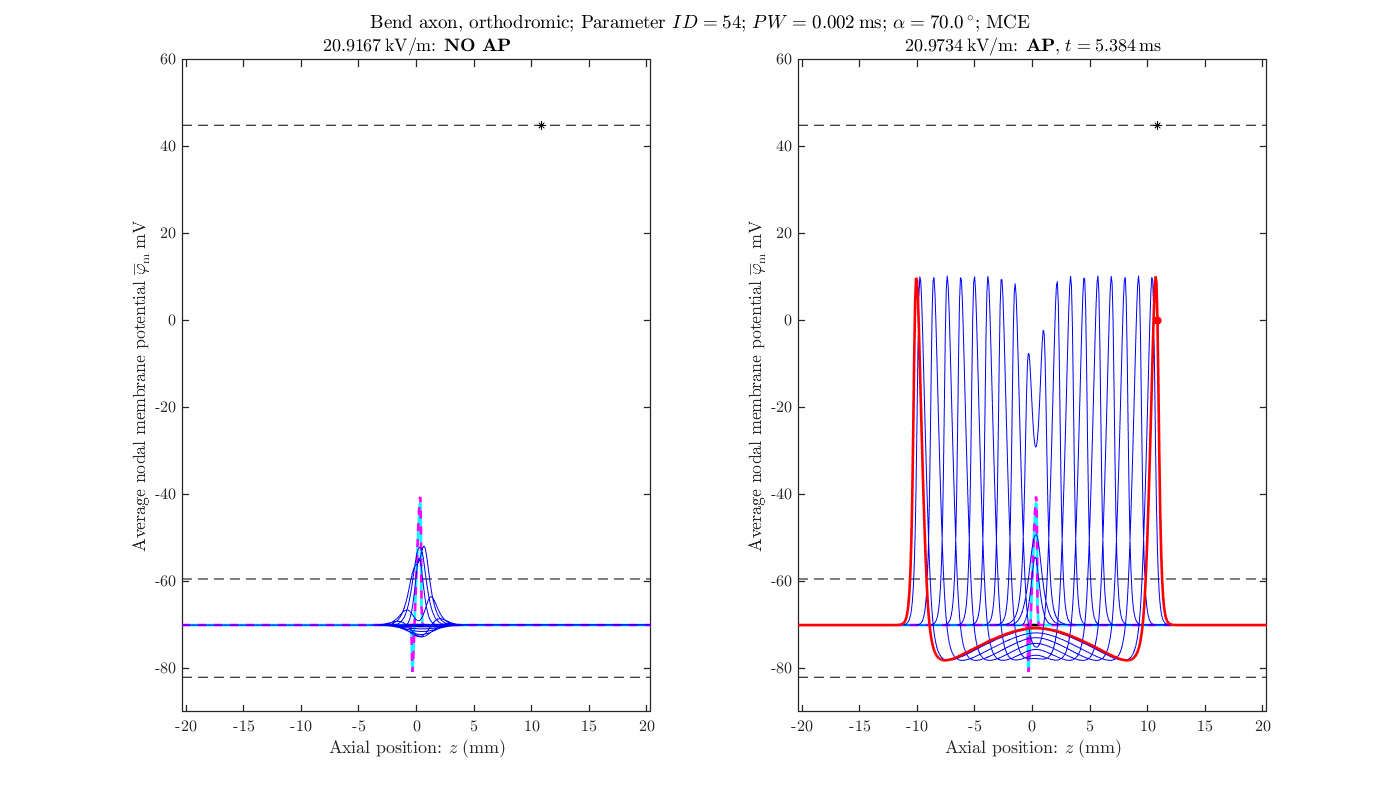 Bend axon, orthodromic; Parameter ID = 54; PW = 0.002 ms; α = 70.0°; MCE
20.9167 kV/m: NO AP
60
40
20
0
-20
-40
-60
-80
Average nodal membrane potential φ̅ₘ mV
-20 -15 -10 -5 0 5 10 15 20
Axial position: z (mm)
20.9734 kV/m: AP, t = 5.384 ms
60
40
20
0
-20
-40
-60
-80
Average nodal membrane potential φ̅ₘ mV
-20 -15 -10 -5 0 5 10 15 20
Axial position: z (mm)